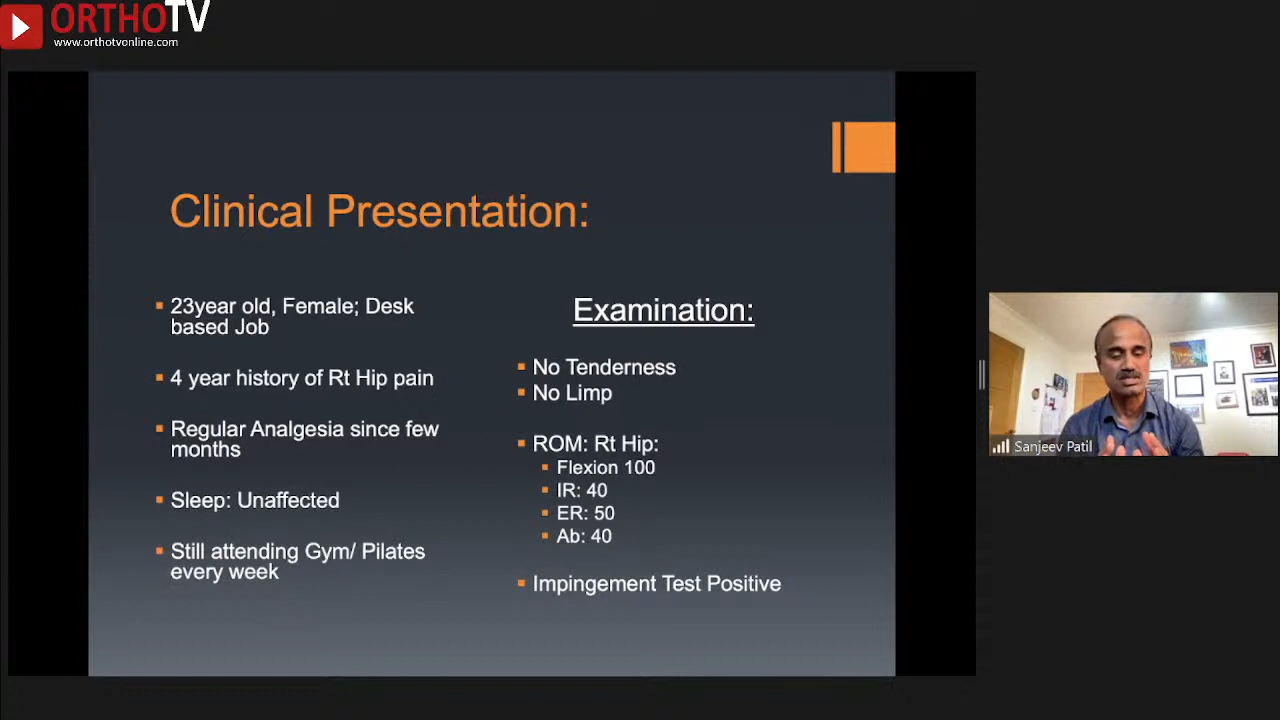 ORTHOTV
www.orthotvonline.com
Clinical Presentation:
23year old, Female; Desk
based Job
4 year history of Rt Hip pain
Regular Analgesia since few
months
Sleep: Unaffected
Still attending Gym/ Pilates
every week
Examination:
No Tenderness
No Limp
ROM: Rt Hip:
Flexion 100
IR: 40
ER: 50
Ab: 40
Impingement Test Positive
Sanjeev Patil